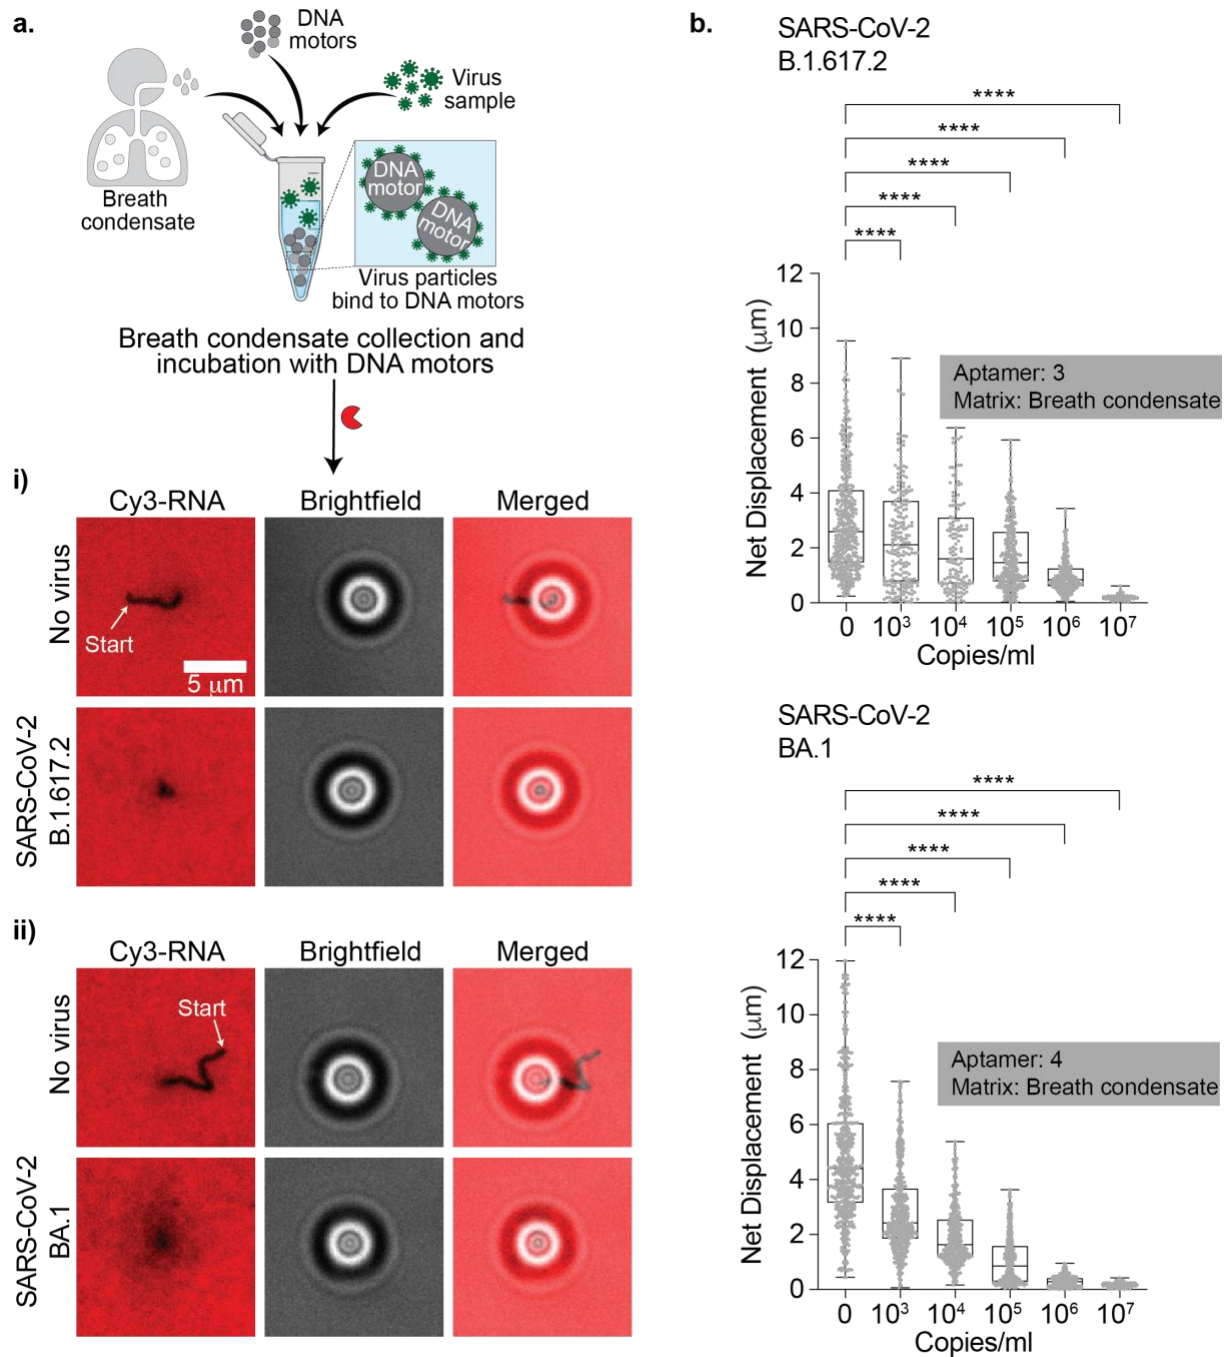 a.
DNA
motors
Virus
sample
Breath
condensate
DNA
motor
DNA
motor
Virus particles
bind to DNA motors
Breath condensate collection and
incubation with DNA motors
i)
Cy3-RNA
Brightfield
Merged
No virus
Start
5 μm
SARS-CoV-2
B.1.617.2
ii)
Cy3-RNA
Brightfield
Merged
No virus
Start
SARS-CoV-2
BA.1
b.
SARS-CoV-2
B.1.617.2
****
****
****
****
****
Net Displacement (μm)
12
10
8
6
4
2
0
Aptamer: 3
Matrix: Breath condensate
0 10³ 10⁴ 10⁵ 10⁶ 10⁷
Copies/ml
SARS-CoV-2
BA.1
****
****
****
****
****
Net Displacement (μm)
12
10
8
6
4
2
0
Aptamer: 4
Matrix: Breath condensate
0 10³ 10⁴ 10⁵ 10⁶ 10⁷
Copies/ml